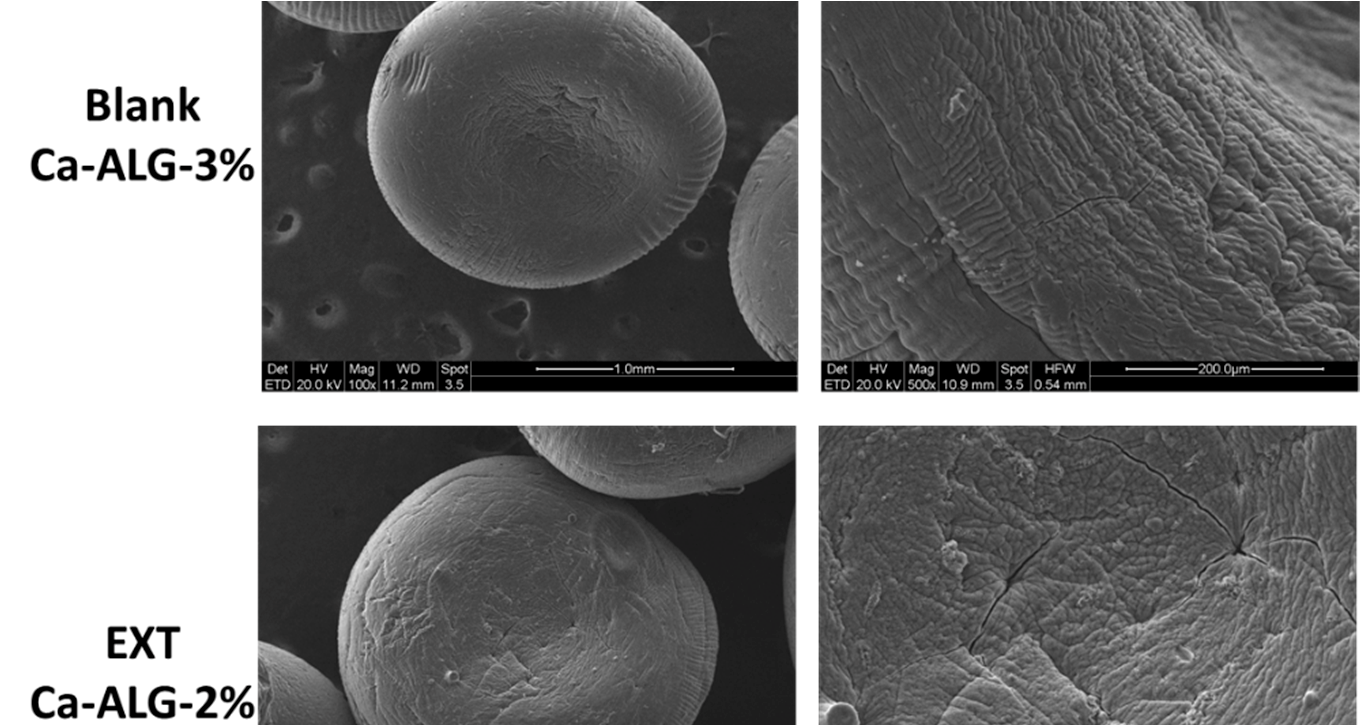 Blank
Ca-ALG-3%
Det HV Mag WD Spot
ETD 20.0 kV 100x 11.2 mm 3.5
1.0mm
Det HV Mag WD Spot HFW
ETD 20.0 kV 500x 10.9 mm 3.5 0.54 mm
200.0µm
EXT
Ca-ALG-2%